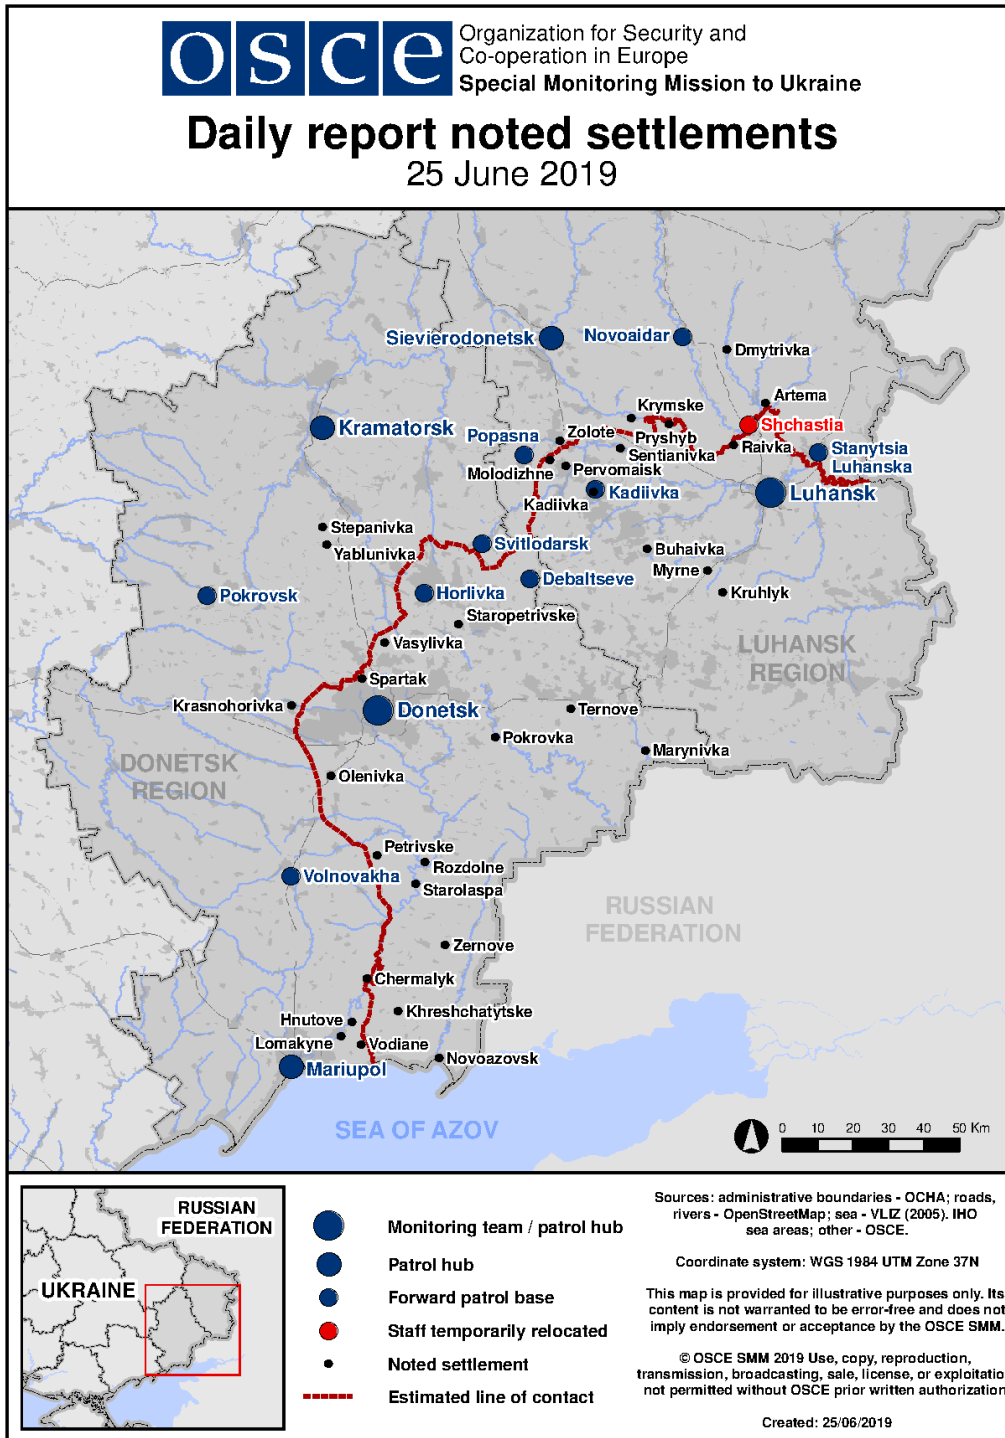 osce
Organization for Security and
Co-operation in Europe
Special Monitoring Mission to Ukraine
Daily report noted settlements
25 June 2019
Sievierodonetsk
Novoaidar
Dmytrivka
Artema
Krymske
Shchastia
Kramatorsk
Popasna
Zolote
Pryshyb
Raivka
Stanytsia
Luhanska
Sentianivka
Molodizhne
Pervomaisk
Kadiivka
Kadiivka
Luhansk
Stepanivka
Yablunivka
Svitlodarsk
Buhaivka
Myrne
Debaltseve
Pokrovsk
Horlivka
Kruhlyk
Staropetrivske
Vasylivka
LUHANSK
REGION
Spartak
Krasnohorivka
Donetsk
Ternove
Pokrovka
Marynivka
DONETSK
REGION
Olenivka
Petrivske
Rozdolne
Volnovakha
Starolaspa
RUSSIAN
FEDERATION
Zernove
Chermalyk
Khreshchatytske
Hnutove
Lomakyne
Vodiane
Novoazovsk
Mariupol
SEA OF AZOV
0 10 20 30 40 50 Km
RUSSIAN
FEDERATION
UKRAINE
Monitoring team / patrol hub
Patrol hub
Forward patrol base
Staff temporarily relocated
Noted settlement
Estimated line of contact
Sources: administrative boundaries - OCHA; roads,
rivers - OpenStreetMap; sea - VLIZ (2005). IHO
sea areas; other - OSCE.
Coordinate system: WGS 1984 UTM Zone 37N
This map is provided for illustrative purposes only. Its
content is not warranted to be error-free and does not
imply endorsement or acceptance by the OSCE SMM.
© OSCE SMM 2019 Use, copy, reproduction,
transmission, broadcasting, sale, license, or exploitatio
not permitted without OSCE prior written authorization
Created: 25/06/2019